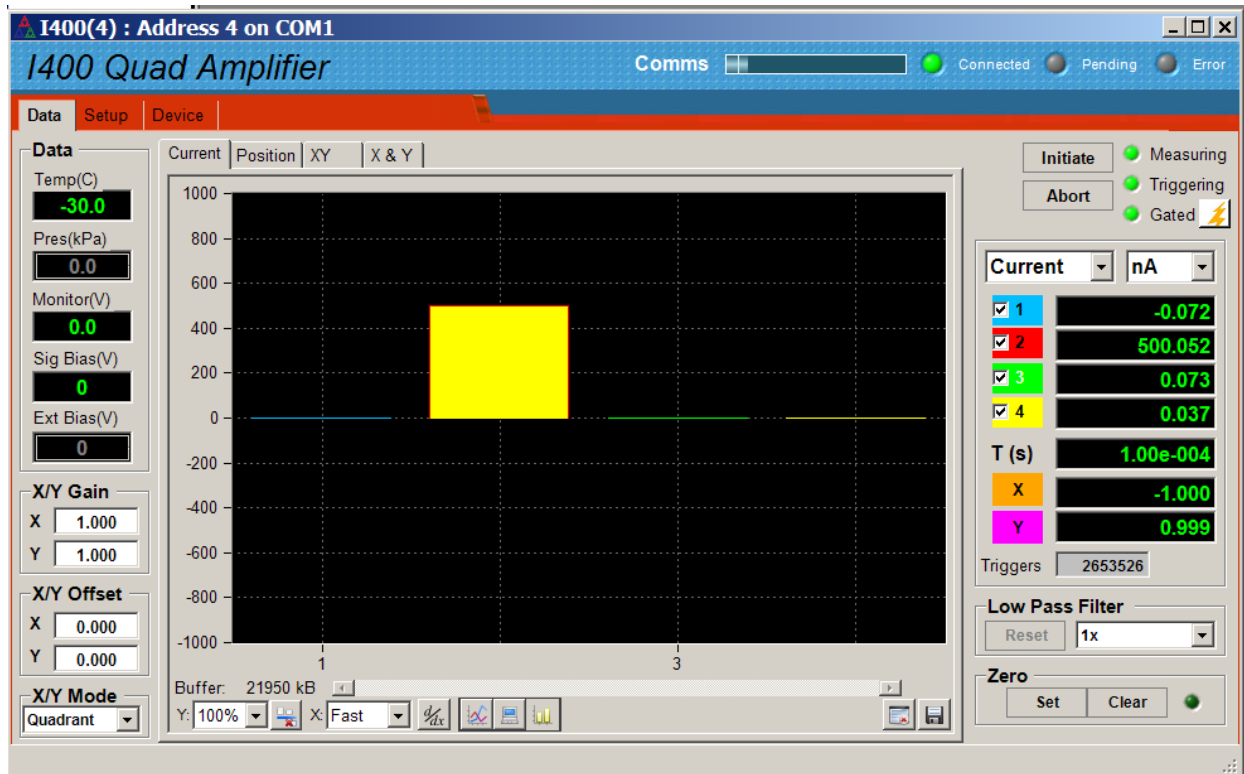 I400(4) : Address 4 on COM1
I400 Quad Amplifier
Comms
Connected
Pending
Error
Data Setup Device
Data
Temp(C)
-30.0
Pres(kPa)
0.0
Monitor(V)
0.0
Sig Bias(V)
0
Ext Bias(V)
0
X/Y Gain
X 1.000
Y 1.000
X/Y Offset
X 0.000
Y 0.000
X/Y Mode
Quadrant
Current Position XY X & Y
1000
800
600
400
200
0
-200
-400
-600
-800
-1000
1 3
Buffer: 21950 kB
Y: 100% X: Fast d/dx
Initiate
Abort
Measuring
Triggering
Gated
Current nA
1 -0.072
2 500.052
3 0.073
4 0.037
T (s) 1.00e-004
X -1.000
Y 0.999
Triggers 2653526
Low Pass Filter
Reset 1x
Zero
Set Clear